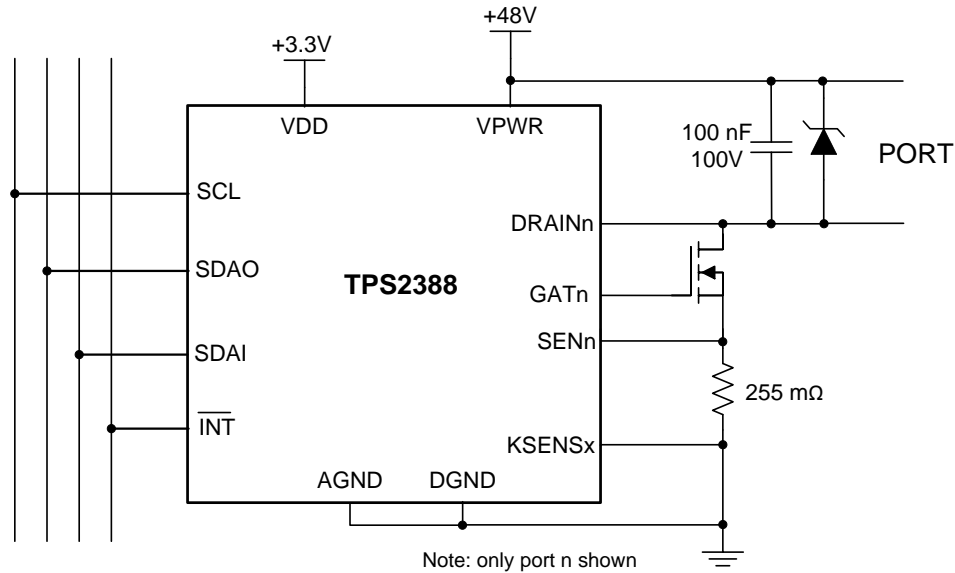 +48V
+3.3V
VDD
VPWR
100 nF
100V
PORT
SCL
DRAINn
SDAO
TPS2388
GATn
SENn
SDAI
255 mΩ
INT
KSENSx
AGND
DGND
Note: only port n shown